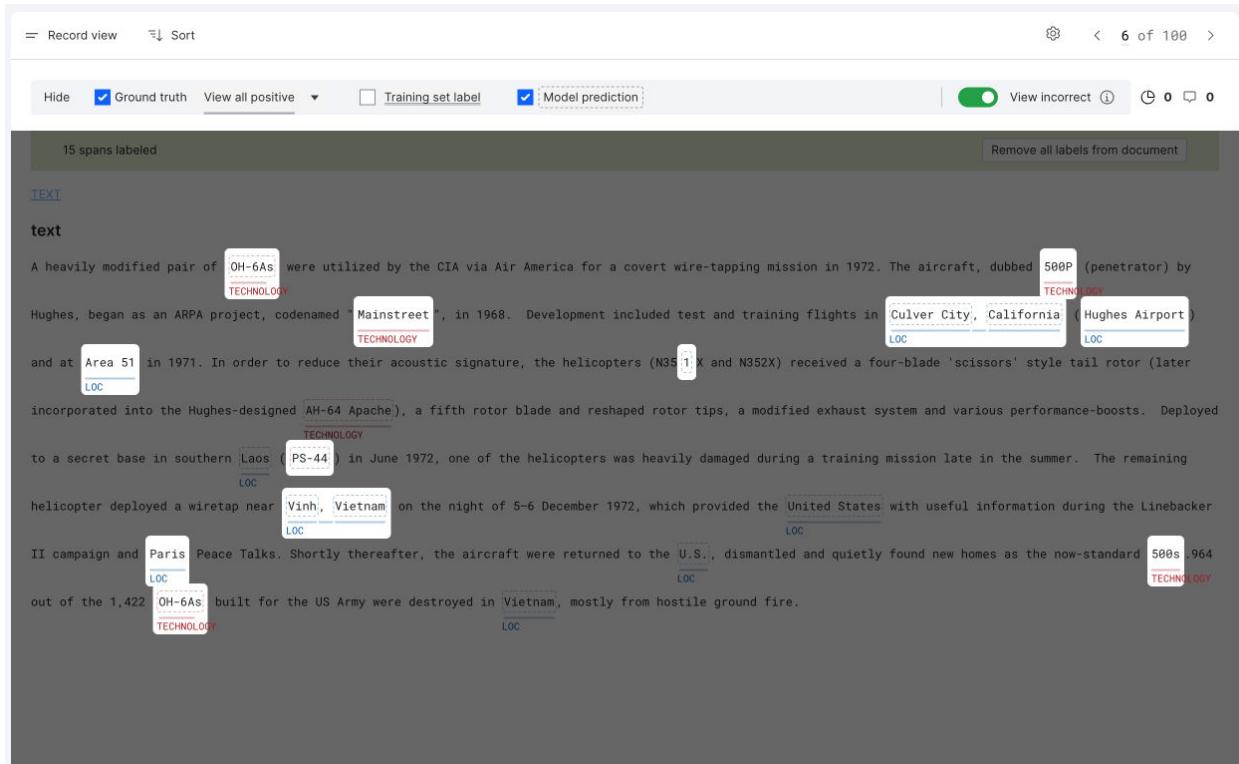 Record view Sort 6 of 100
Hide Ground truth View all positive Training set label Model prediction View incorrect 0 0
15 spans labeled Remove all labels from document
TEXT
text
A heavily modified pair of OH-6As were utilized by the CIA via Air America for a covert wire-tapping mission in 1972. The aircraft, dubbed 500P (penetrator) by
TECHNOLOGY TECHNOLOGY
Hughes, began as an ARPA project, codenamed "Mainstreet", in 1968. Development included test and training flights in Culver City, California (Hughes Airport)
TECHNOLOGY LOC LOC
and at Area 51 in 1971. In order to reduce their acoustic signature, the helicopters (N351X and N352X) received a four-blade 'scissors' style tail rotor (later
LOC
incorporated into the Hughes-designed AH-64 Apache), a fifth rotor blade and reshaped rotor tips, a modified exhaust system and various performance-boosts. Deployed
TECHNOLOGY
to a secret base in southern Laos (PS-44) in June 1972, one of the helicopters was heavily damaged during a training mission late in the summer. The remaining
LOC
helicopter deployed a wiretap near Vinh, Vietnam on the night of 5–6 December 1972, which provided the United States with useful information during the Linebacker
LOC LOC
II campaign and Paris Peace Talks. Shortly thereafter, the aircraft were returned to the U.S., dismantled and quietly found new homes as the now-standard 500s.964
LOC LOC TECHNOLOGY
out of the 1,422 OH-6As built for the US Army were destroyed in Vietnam, mostly from hostile ground fire.
TECHNOLOGY LOC